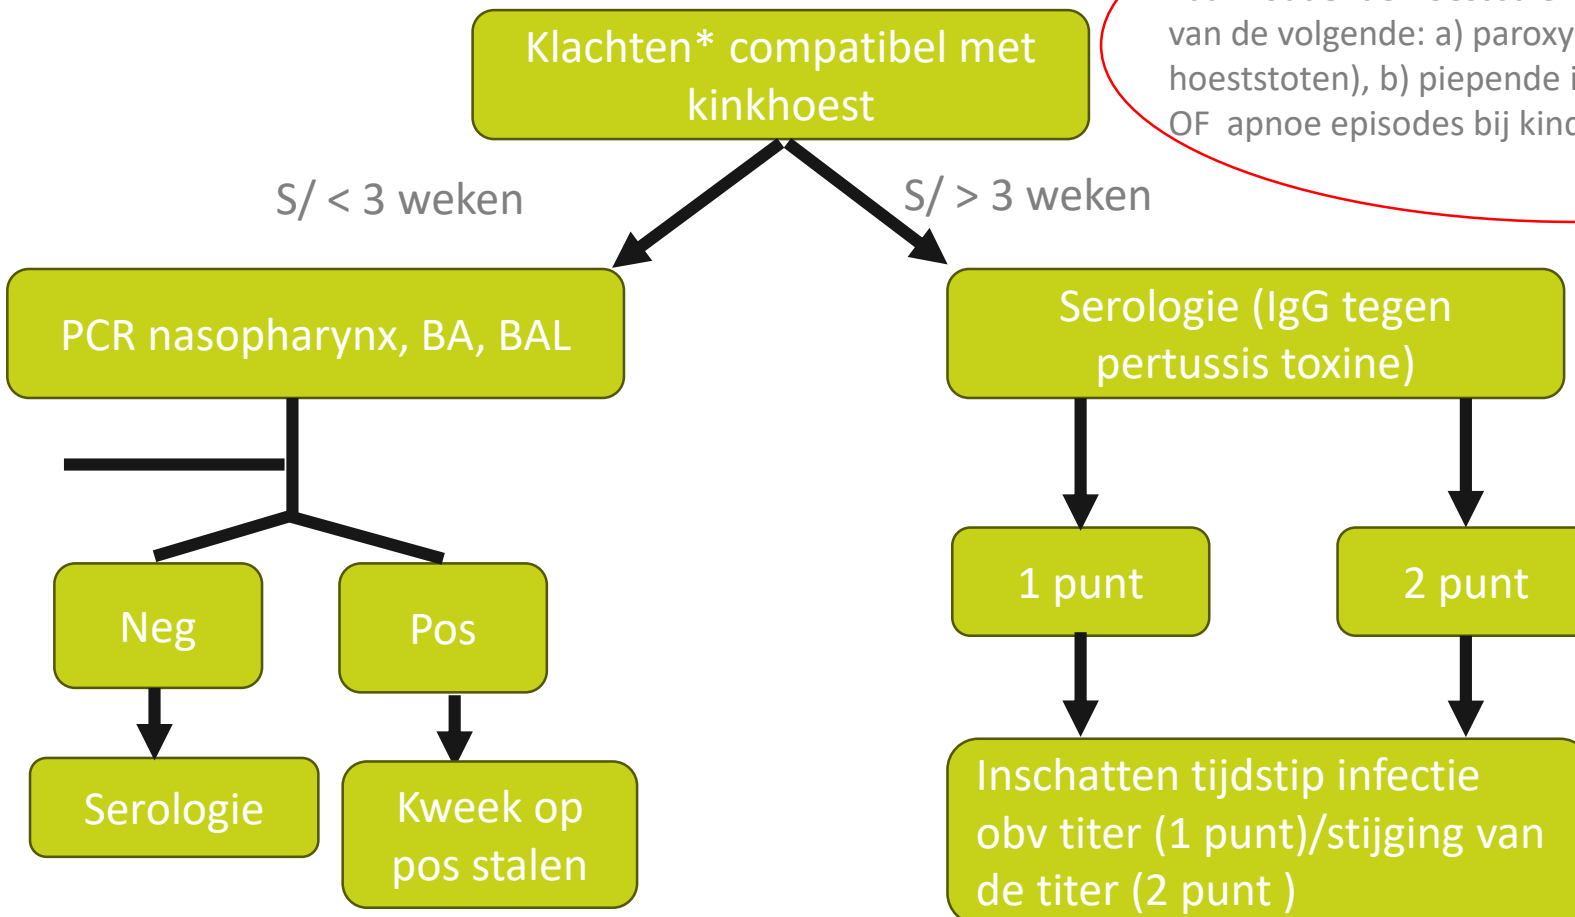 Klachten* compatibel met
kinkhoest
van de volgende: a)
hoeststoten), b) piepende
OF apnoe episodes bij
S/ < 3 weken
S/ > 3 weken
PCR nasopharynx, BA, BAL
Serologie (IgG tegen
pertussis toxine)
Neg
Pos
1 punt
2 punt
Serologie
Kweek op
pos stalen
Inschatten tijdstip infectie
obv titer (1 punt)/stijging van
de titer (2 punt )